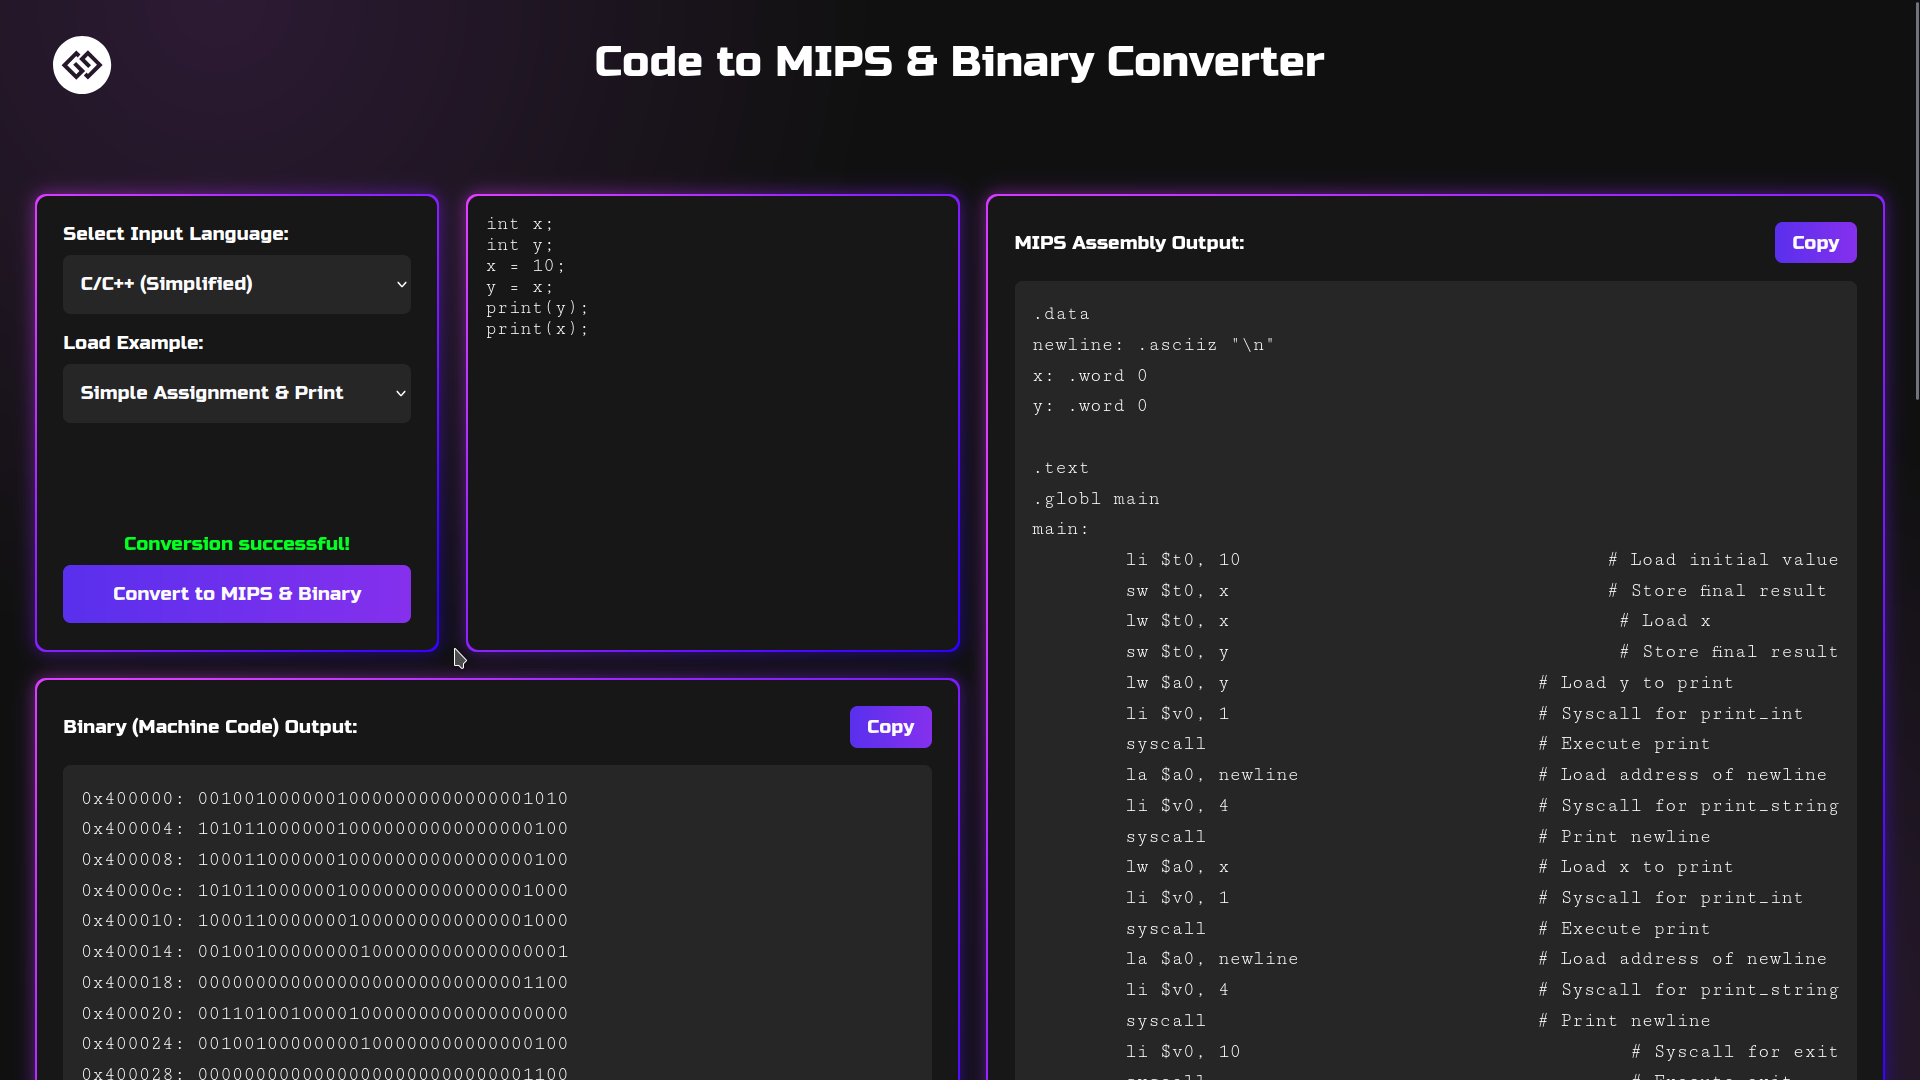 Code to MIPS & Binary Converter
Select Input Language:
C/C++ (Simplified)
Load Example:
Simple Assignment & Print
Conversion successful!
Convert to MIPS & Binary
int x;
int y;
x = 10;
y = x;
print(y);
print(x);
Binary (Machine Code) Output:
Copy
0x400000: 00100100000010000000000000001010
0x400004: 10101100000010000000000000000100
0x400008: 10001100000010000000000000000100
0x40000c: 10101100000010000000000000001000
0x400010: 10001100000001000000000000001000
0x400014: 00100100000000100000000000000001
0x400018: 00000000000000000000000000001100
0x400020: 00110100100001000000000000000000
0x400024: 00100100000000100000000000000100
0x400028: 00000000000000000000000000001100
MIPS Assembly Output:
Copy
.data
newline: .asciiz "\n"
x: .word 0
y: .word 0
.text
.globl main
main:
li $t0, 10 # Load initial value
sw $t0, x # Store final result
lw $t0, x # Load x
sw $t0, y # Store final result
lw $a0, y # Load y to print
li $v0, 1 # Syscall for print_int
syscall # Execute print
la $a0, newline # Load address of newline
li $v0, 4 # Syscall for print_string
syscall # Print newline
lw $a0, x # Load x to print
li $v0, 1 # Syscall for print_int
syscall # Execute print
la $a0, newline # Load address of newline
li $v0, 4 # Syscall for print_string
syscall # Print newline
li $v0, 10 # Syscall for exit
syscall # Execute exit